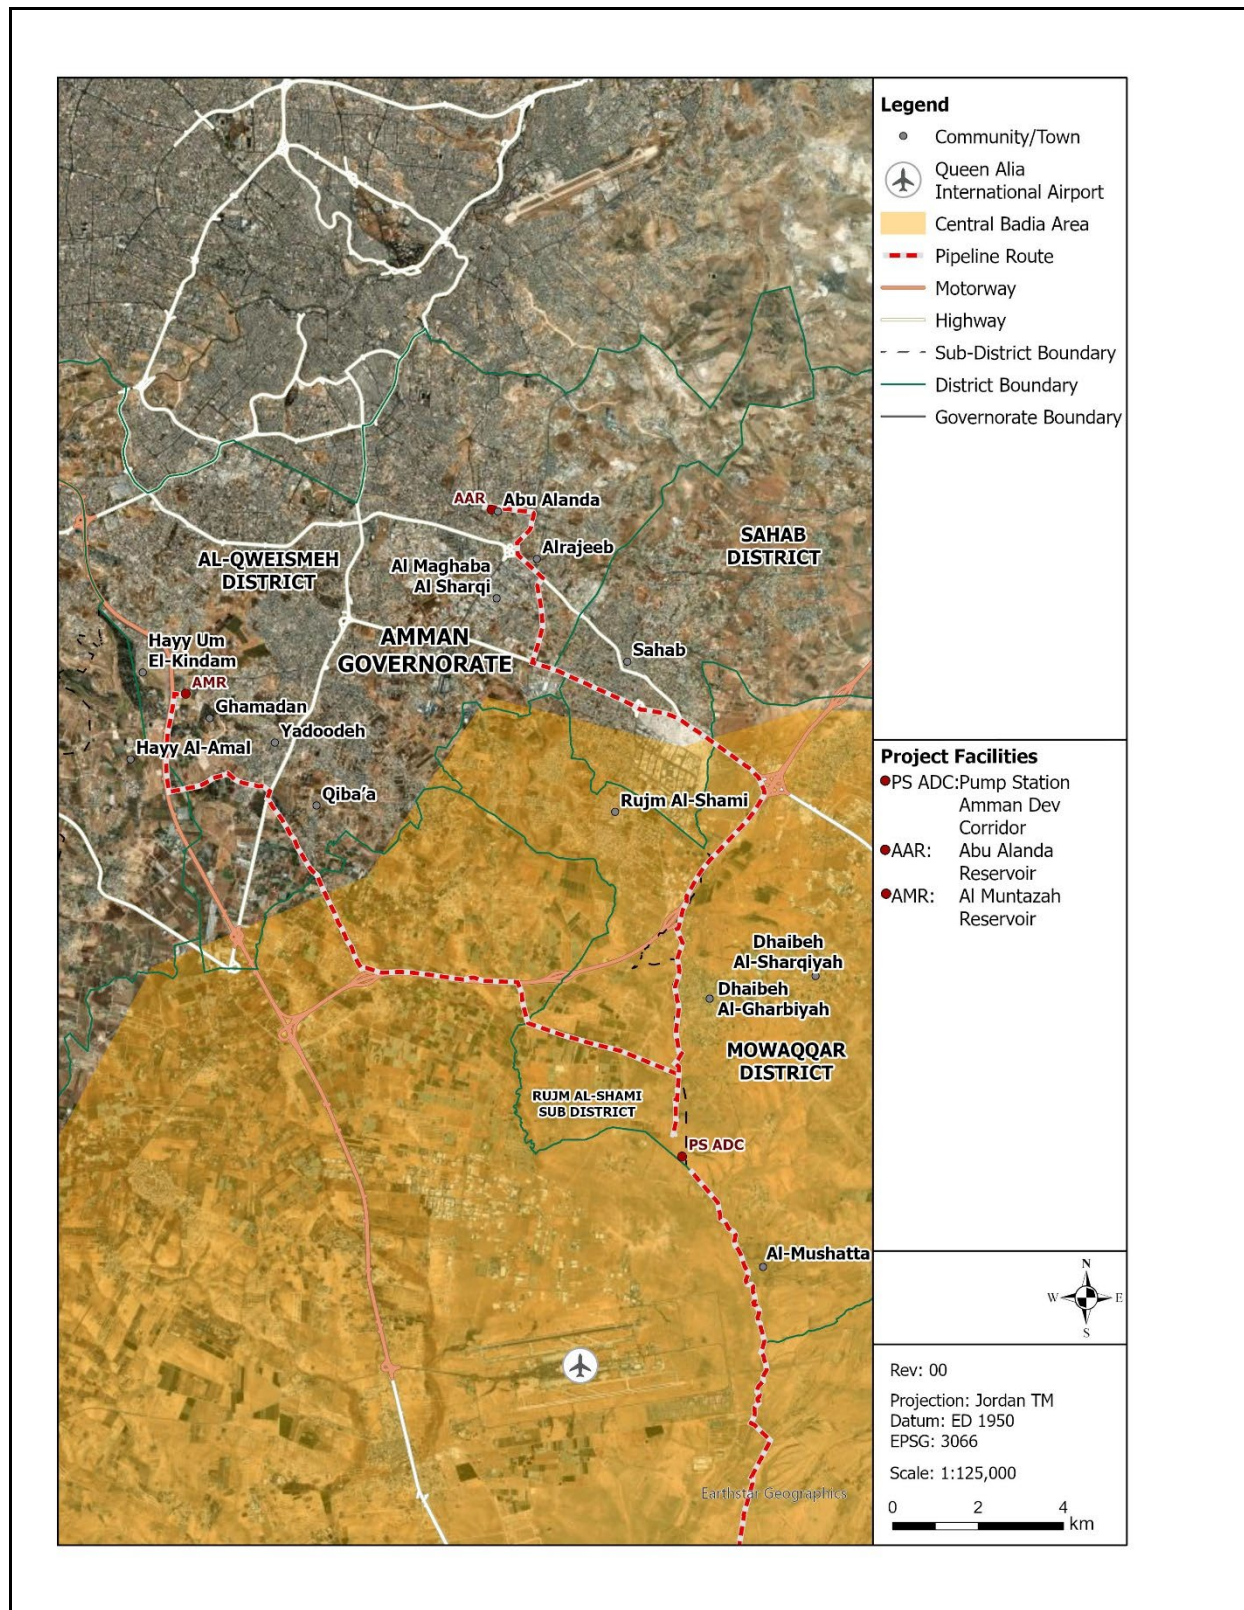 AAR
Abu Alanda
SAHAB
DISTRICT
Alrajeeb
AL-QWEISMEH
DISTRICT
Al Maghaba
Al Sharqi
Hayy Um
El-Kindam
AMMAN
GOVERNORATE
Sahab
AMR
Ghamadan
Yadoodeh
Hayy Al-Amal
Qiba'a
Rujm Al-Shami
Dhaibeh
Al-Sharqiyah
Dhaibeh
Al-Gharbiyah
MOWAQQAR
DISTRICT
RUJM AL-SHAMI
SUB DISTRICT
PS ADC
Al-Mushatta
Earthstar Geographics
Legend
Community/Town
Queen Alia
International Airport
Central Badia Area
Pipeline Route
Motorway
Highway
Sub-District Boundary
District Boundary
Governorate Boundary
Project Facilities
PS ADC: Pump Station
Amman Dev
Corridor
AAR: Abu Alanda
Reservoir
AMR: Al Muntazah
Reservoir
N
W E
S
Rev: 00
Projection: Jordan TM
Datum: ED 1950
EPSG: 3066
Scale: 1:125,000
0 2 4
km